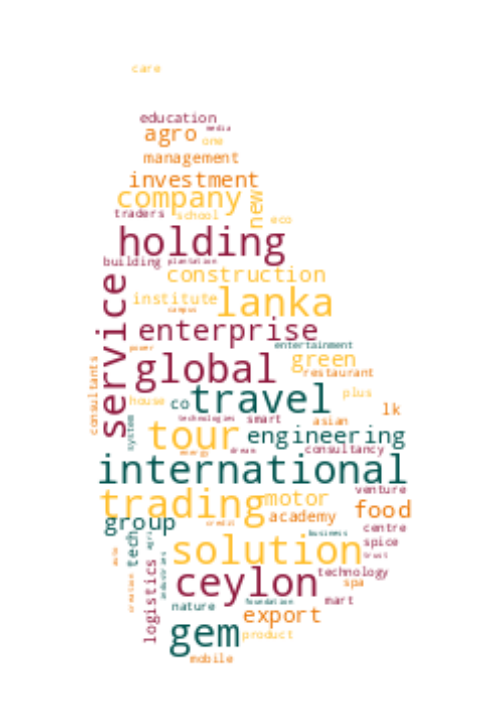 care
education
media
agro
one
management
investment
company
new
traders
school
eco
holding
building
plantation
construction
service
institute
lanka
campus
enterprise
entertainment
power
global
green
restaurant
consultants
travel
house
co
plus
lk
technologies
smart
asian
system
tour
engineering
energy
dream
consultancy
international
venture
trading
motor
food
group
credit
academy
centre
tech
agri
business
spice
solution
trust
auto
industries
ceylon
technology
spa
creation
logistics
nature
foundation
mart
export
gem
product
mobile